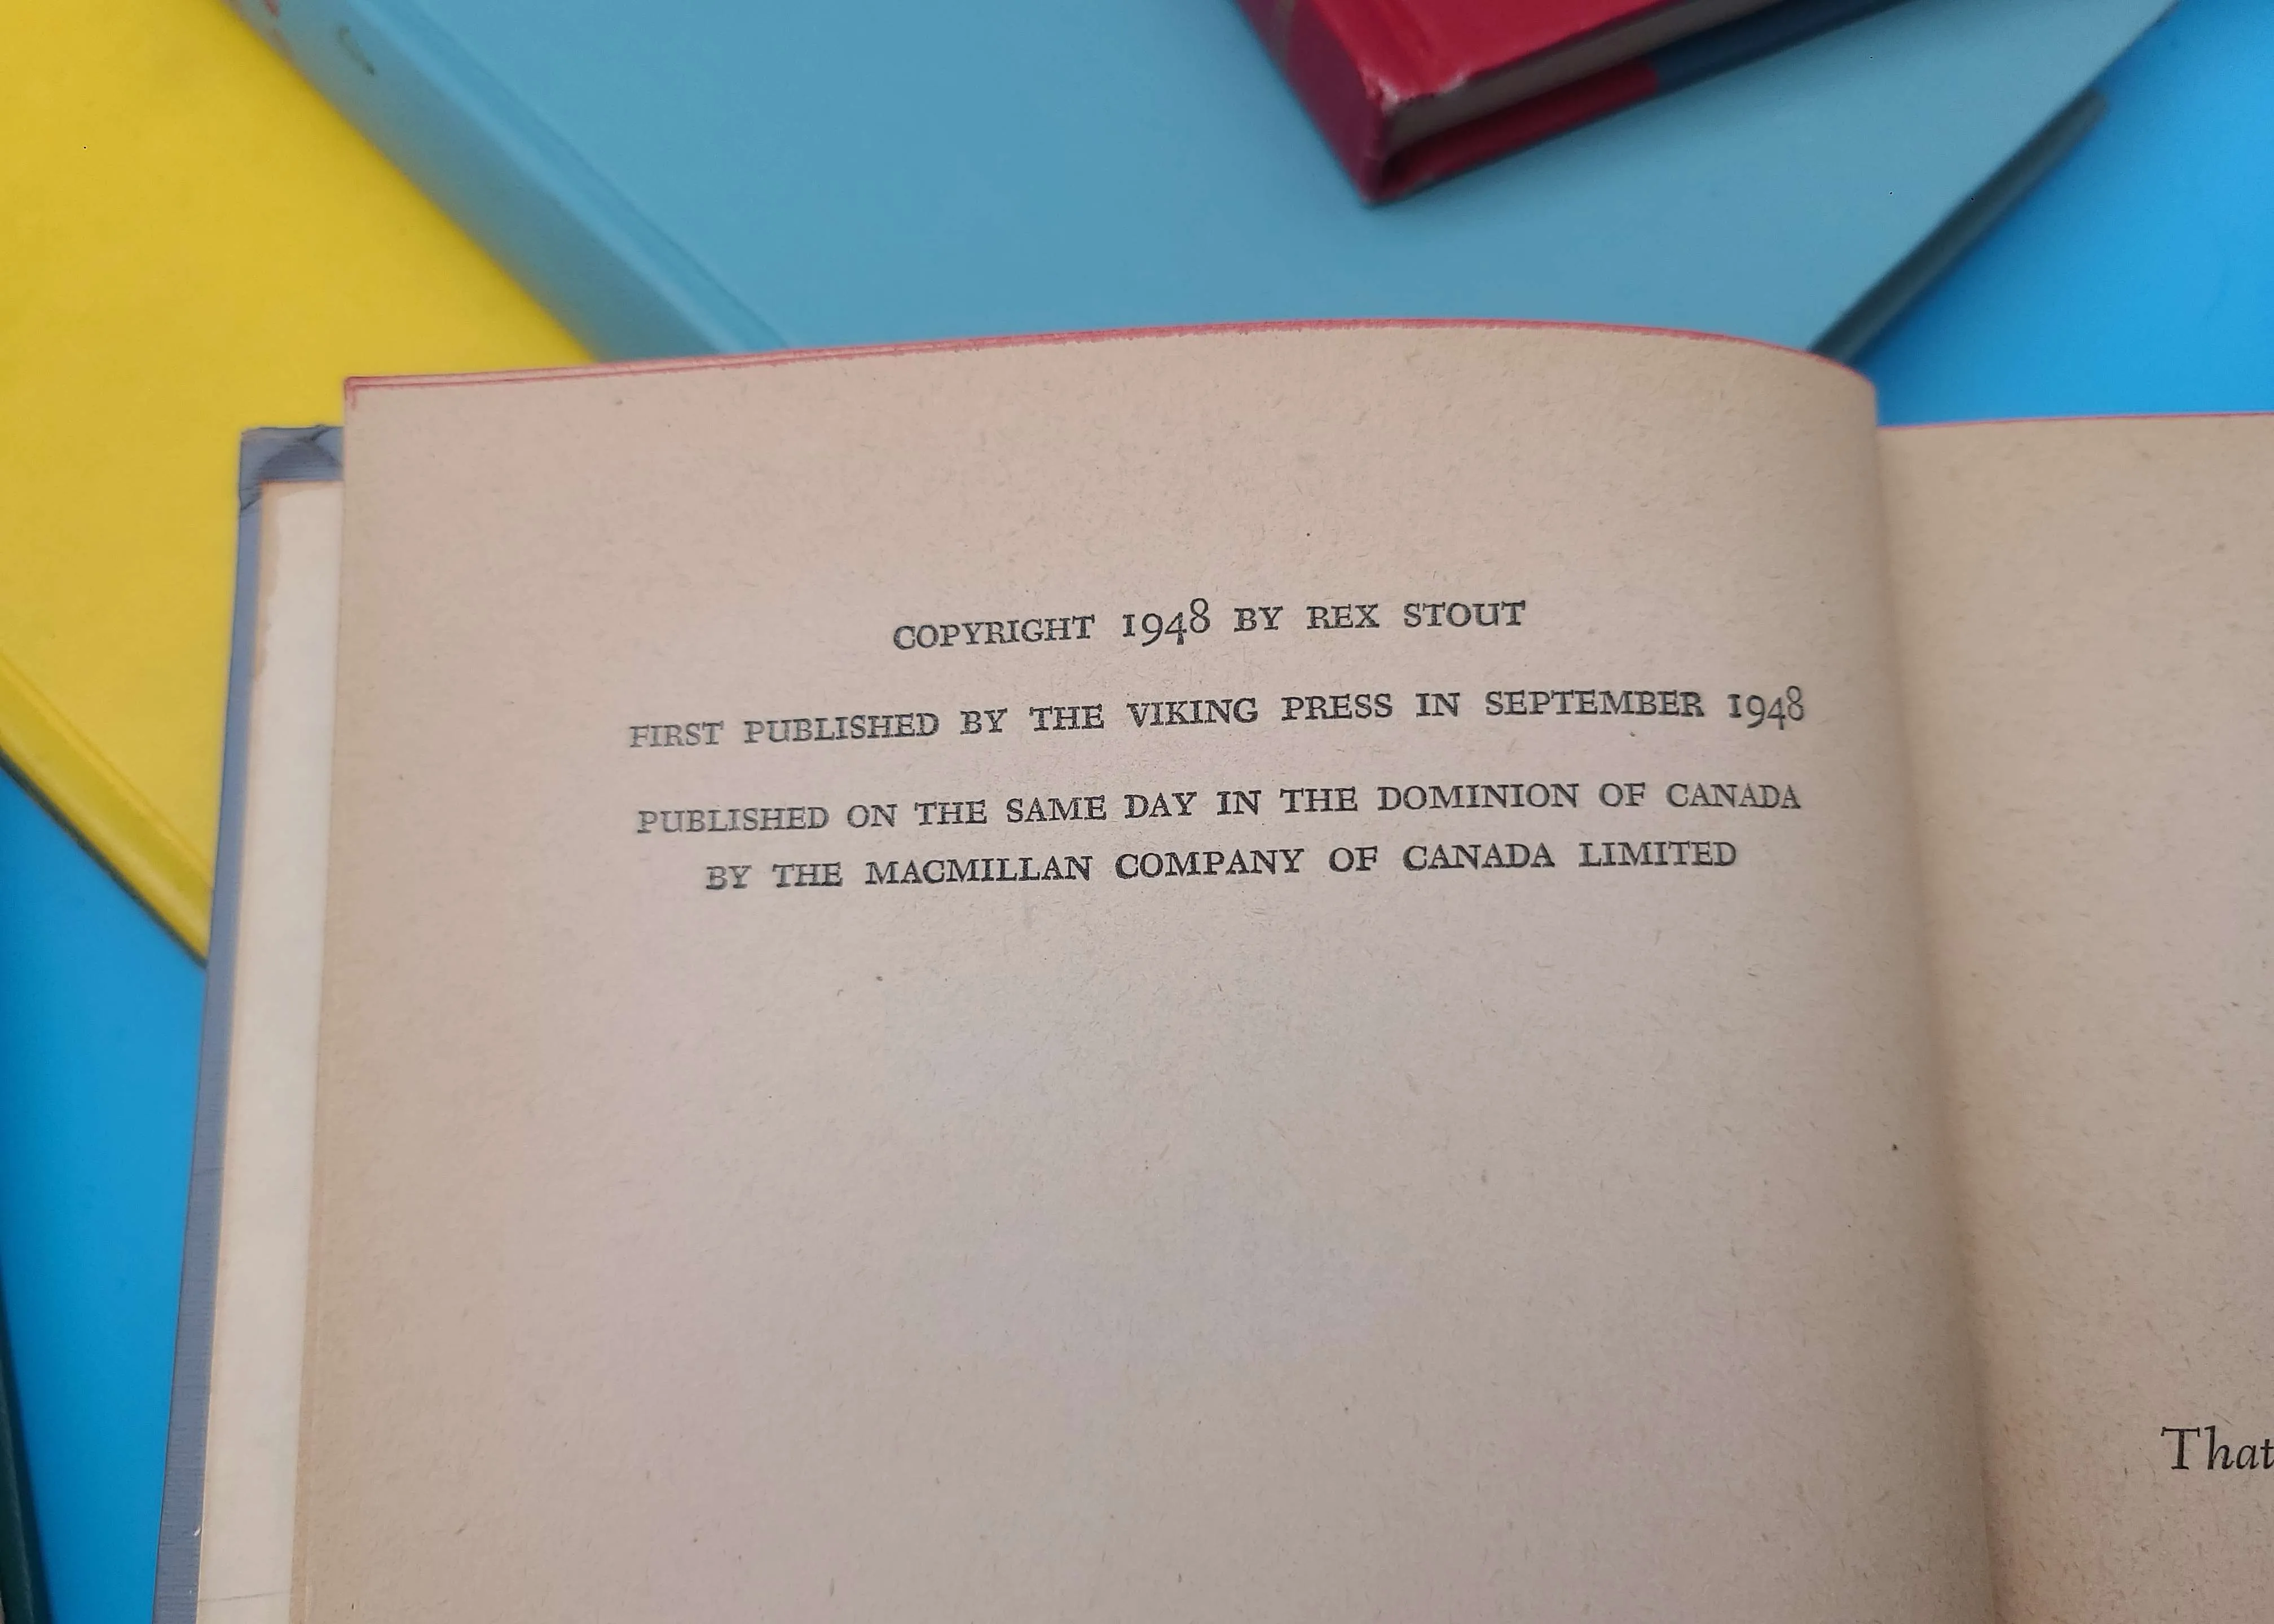 COPYRIGHT 1948 BY REX STOUT
FIRST PUBLISHED BY THE VIKING PRESS IN SEPTEMBER 1948
PUBLISHED ON THE SAME DAY IN THE DOMINION OF CANADA
BY THE MACMILLAN COMPANY OF CANADA LIMITED
That